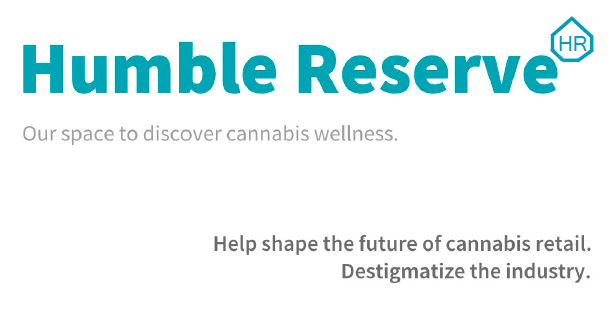 Humble Reserve
HR
Our space to discover cannabis wellness.
Help shape the future of cannabis retail.
Destigmatize the industry.